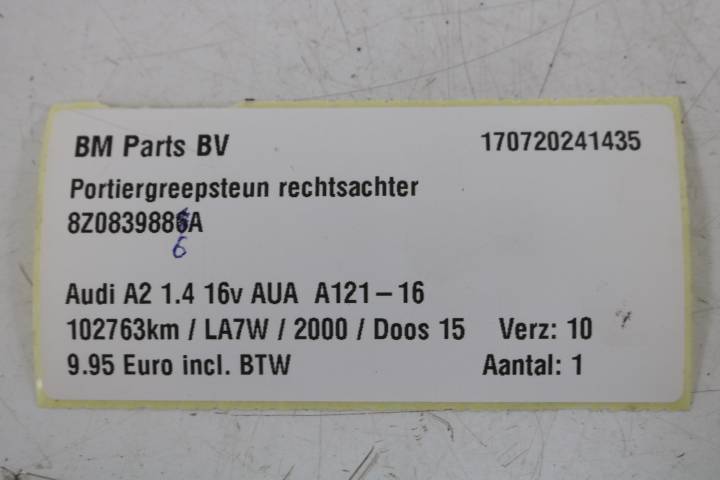 BM Parts BV 170720241435
Portiergreepsteun rechtsachter
8Z0839886A
6
Audi A2 1.4 16v AUA A121-16
102763km / LA7W / 2000 / Doos 15 Verz: 10
9.95 Euro incl. BTW Aantal: 1